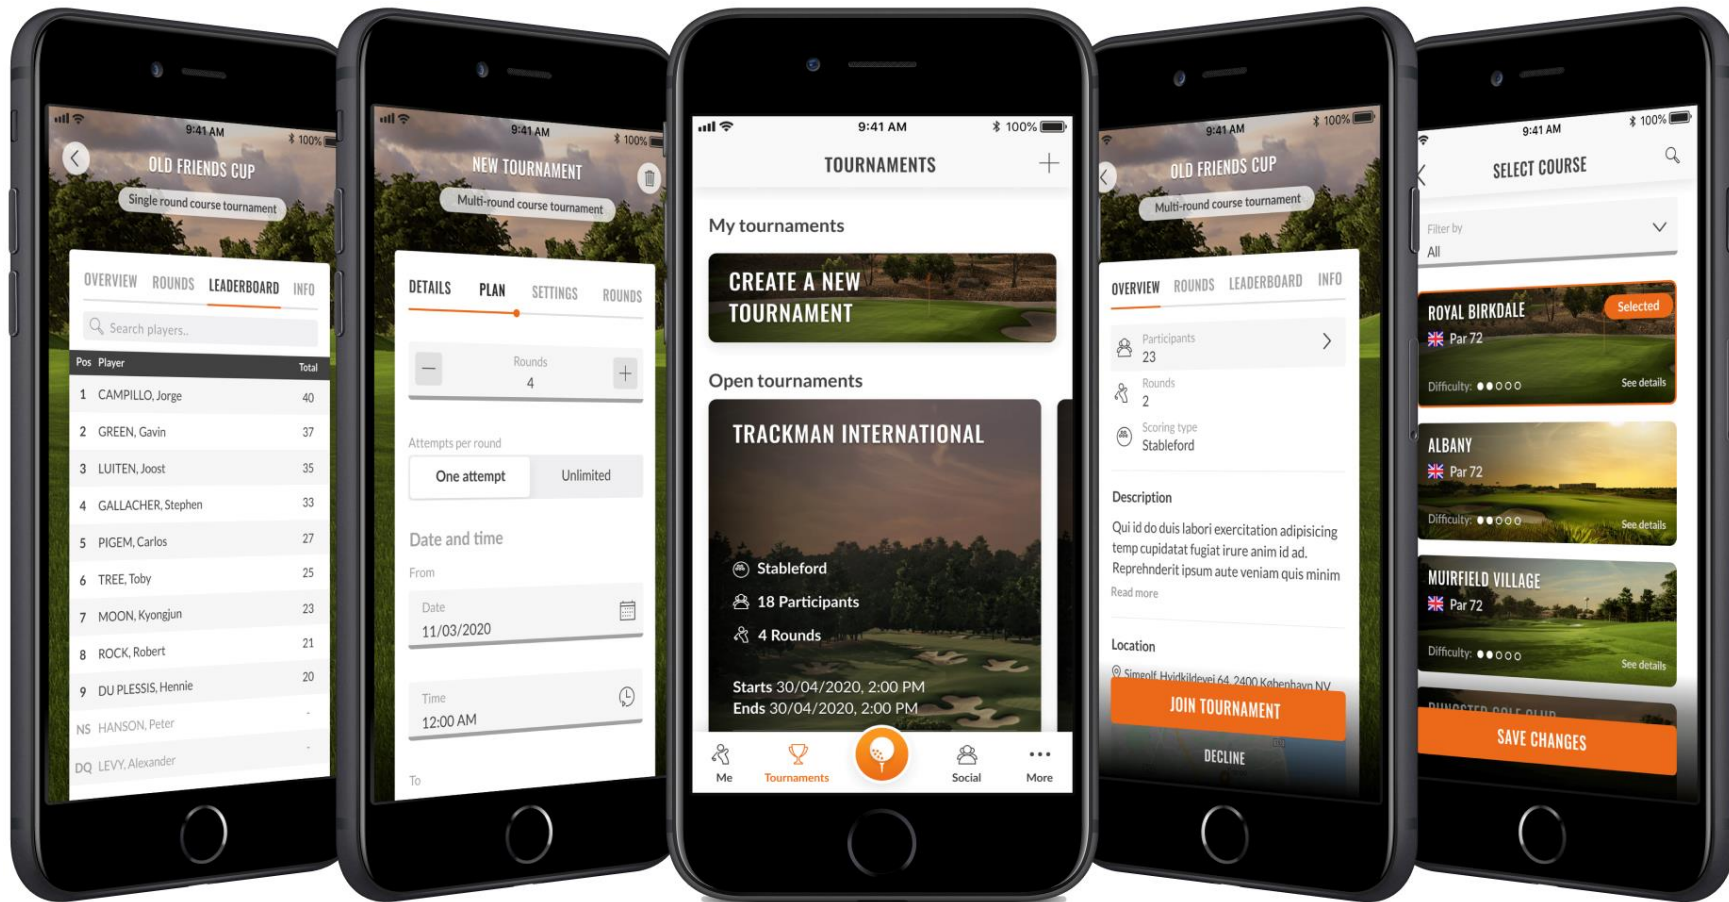 9:41 AM
100%
OLD FRIENDS CUP
Single round course tournament
OVERVIEW ROUNDS LEADERBOARD INFO
Search players..
Pos Player Total
1 CAMPILLO, Jorge 40
2 GREEN, Gavin 37
3 LUITEN, Joost 35
4 GALLACHER, Stephen 33
5 PIGEM, Carlos 27
6 TREE, Toby 25
7 MOON, Kyongjun 23
8 ROCK, Robert 21
9 DU PLESSIS, Hennie 20
NS HANSON, Peter -
DQ LEVY, Alexander -
9:41 AM
100%
NEW TOURNAMENT
Multi-round course tournament
DETAILS PLAN SETTINGS ROUNDS
Rounds
4
Attempts per round
One attempt Unlimited
Date and time
From
Date
11/03/2020
Time
12:00 AM
To
9:41 AM 100%
TOURNAMENTS
My tournaments
CREATE A NEW
TOURNAMENT
Open tournaments
TRACKMAN INTERNATIONAL
Stableford
18 Participants
4 Rounds
Starts 30/04/2020, 2:00 PM
Ends 30/04/2020, 2:00 PM
Me Tournaments Social More
9:41 AM 100%
OLD FRIENDS CUP
Multi-round course tournament
OVERVIEW ROUNDS LEADERBOARD INFO
Participants
23
Rounds
2
Scoring type
Stableford
Description
Qui id do duis labori exercitation adipisicing
temp cupidatat fugiat irure anim id ad.
Reprehnderit ipsum aute veniam quis minim
Read more
Location
Simgolf, Hvidkildevej 64, 2400 København NV
JOIN TOURNAMENT
DECLINE
9:41 AM 100%
SELECT COURSE
Filter by
All
ROYAL BIRKDALE Selected
Par 72
Difficulty: See details
ALBANY
Par 72
Difficulty: See details
MUIRFIELD VILLAGE
Par 72
Difficulty: See details
GOLF CLUB
SAVE CHANGES